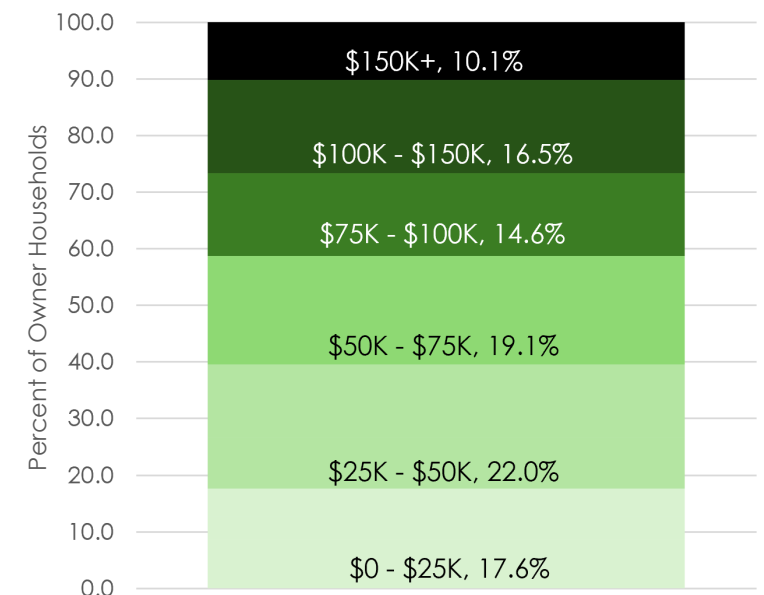 100.0
90.0
80.0
70.0
60.0
50.0
40.0
30.0
20.0
10.0
0.0
Percent of Owner Households
$150K+, 10.1%
$100K - $150K, 16.5%
$75K - $100K, 14.6%
$50K - $75K, 19.1%
$25K - $50K, 22.0%
$0 - $25K, 17.6%